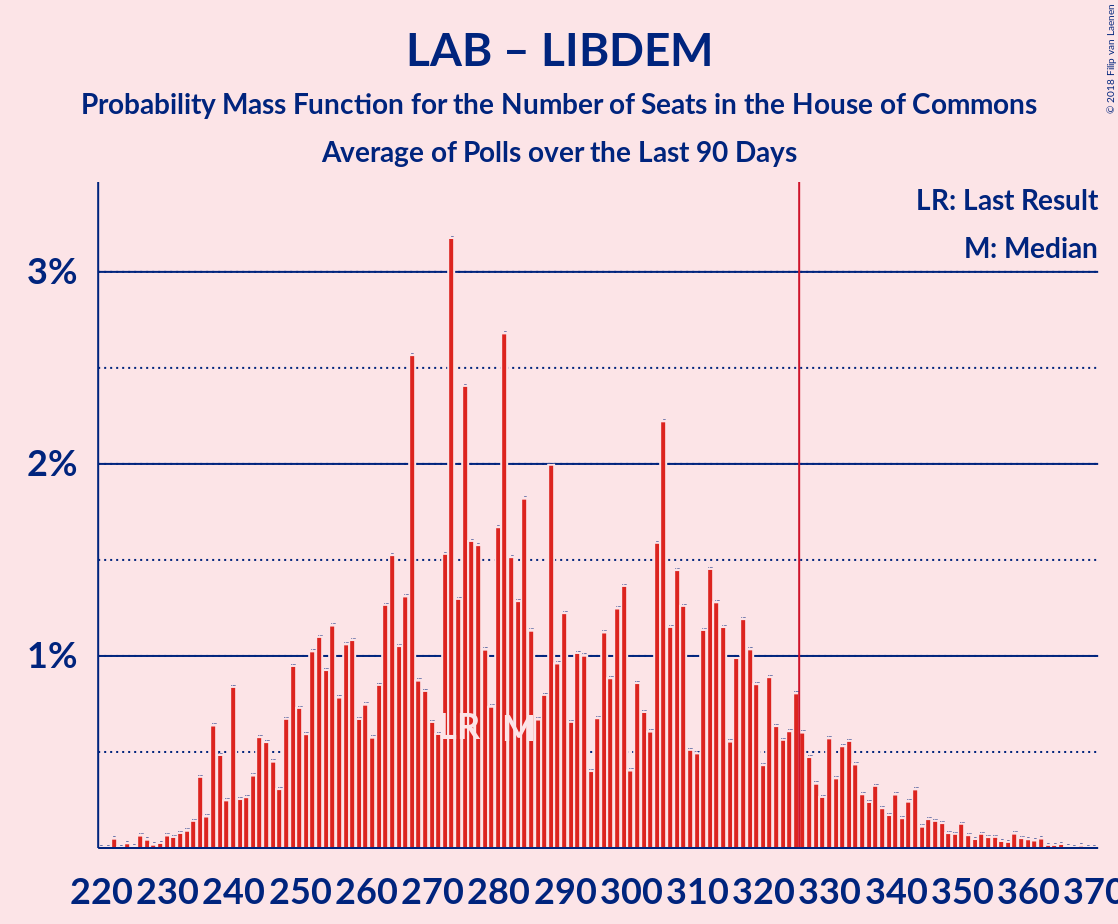 LAB – LIBDEM
Probability Mass Function for the Number of Seats in the House of Commons
Average of Polls over the Last 90 Days
© 2018 Filip van Laenen
LR: Last Result
M: Median
3%
2%
1%
LR M
220 230 240 250 260 270 280 290 300 310 320 330 340 350 360 370